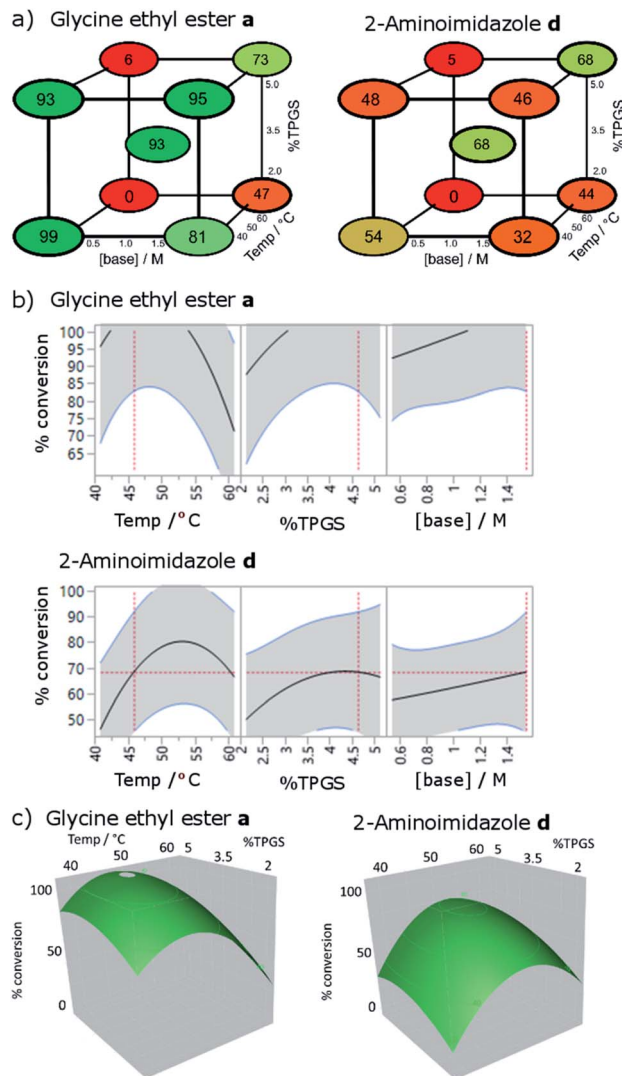 a) Glycine ethyl ester a
2-Aminoimidazole d
6 73
93 95
93
0 47
99 81
5.0
3.5
2.0
%TPGS
60
50
40
Temp / °C
0.5 1.0 1.5
[base] / M
5 68
48 46
68
0 44
54 32
5.0
3.5
2.0
%TPGS
60
50
40
Temp / °C
0.5 1.0 1.5
[base] / M
b) Glycine ethyl ester a
% conversion
100
95
90
85
80
75
70
65
40 45 50 55 60
2 2.5 3 3.5 4 4.5 5
0.6 0.8 1 1.2 1.4
Temp / °C %TPGS [base] / M
2-Aminoimidazole d
% conversion
100
90
80
70
60
50
40 45 50 55 60
2 2.5 3 3.5 4 4.5 5
0.6 0.8 1 1.2 1.4
Temp / °C %TPGS [base] / M
c) Glycine ethyl ester a
2-Aminoimidazole d
Temp / °C %TPGS
40 50 60 5 3.5 2
100
50
0
% conversion
%TPGS
40 50 60 5 3.5 2
100
50
0
% conversion